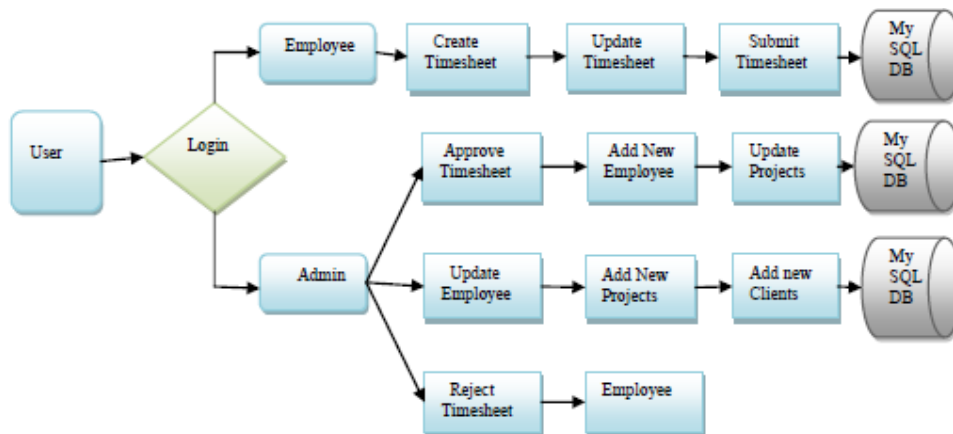 Employee
Create
Timesheet
Update
Timesheet
Submit
Timesheet
My
SQL
DB
User
Login
Approve
Timesheet
Add New
Employee
Update
Projects
My
SQL
DB
Admin
Update
Employee
Add New
Projects
Add new
Clients
My
SQL
DB
Reject
Timesheet
Employee